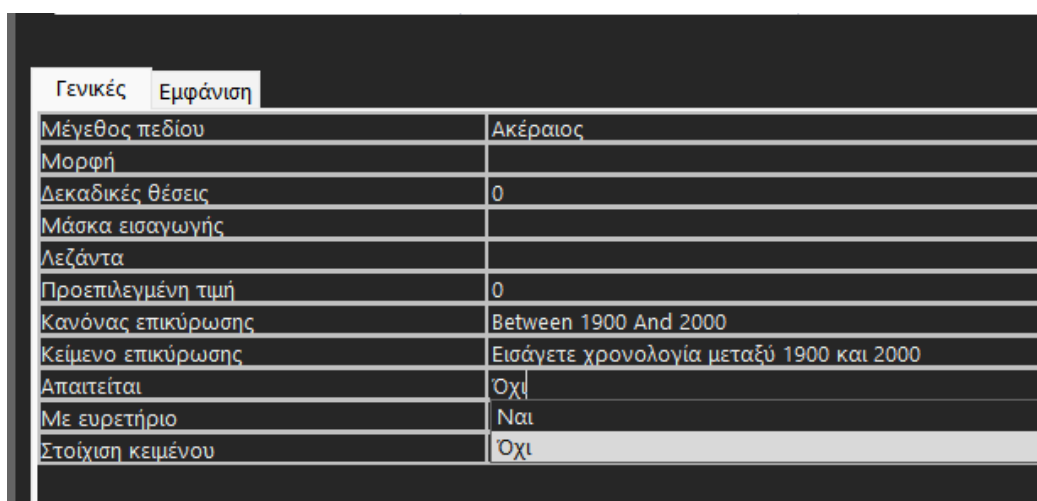 Γενικές Εμφάνιση
Μέγεθος πεδίου Ακέραιος
Μορφή
Δεκαδικές θέσεις 0
Μάσκα εισαγωγής
Λεζάντα
Προεπιλεγμένη τιμή 0
Κανόνας επικύρωσης Between 1900 And 2000
Κείμενο επικύρωσης Εισάγετε χρονολογία μεταξύ 1900 και 2000
Απαιτείται Όχι
Με ευρετήριο Ναι
Στοίχιση κειμένου Όχι